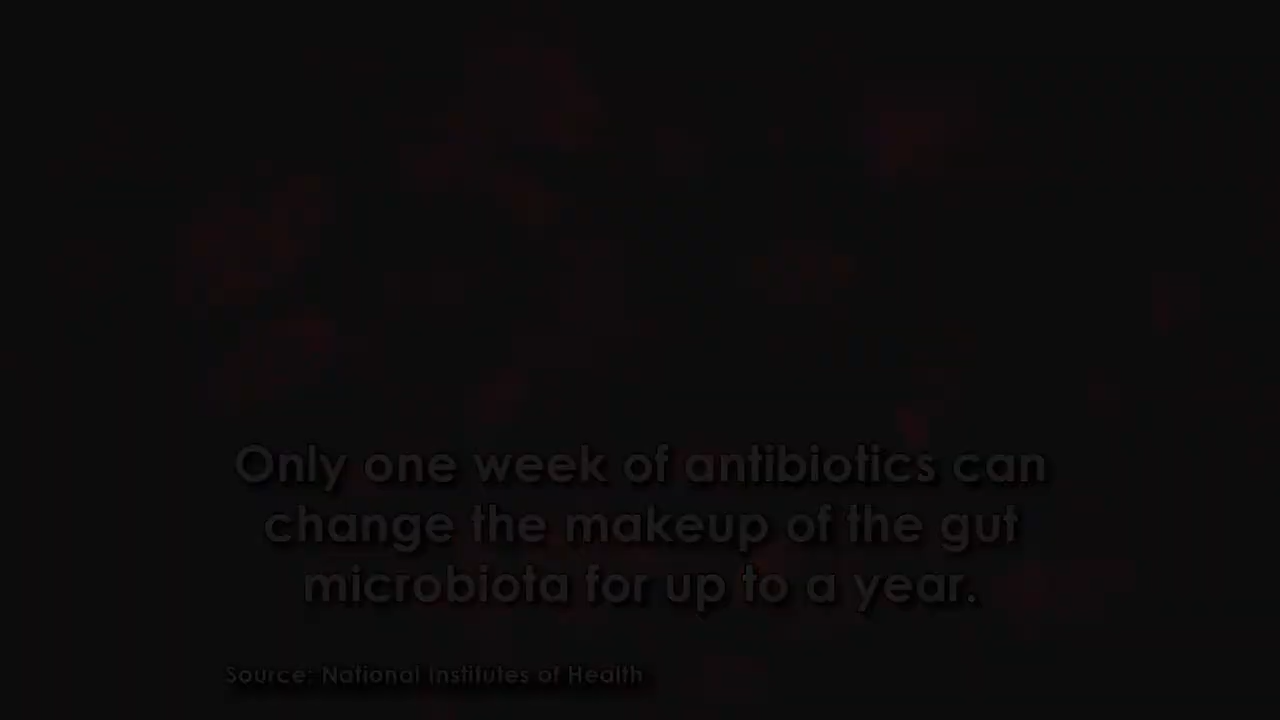 Only one week of antibiotics can
change the makeup of the gut
microbiota for up to a year.
Source: National Institutes of Health